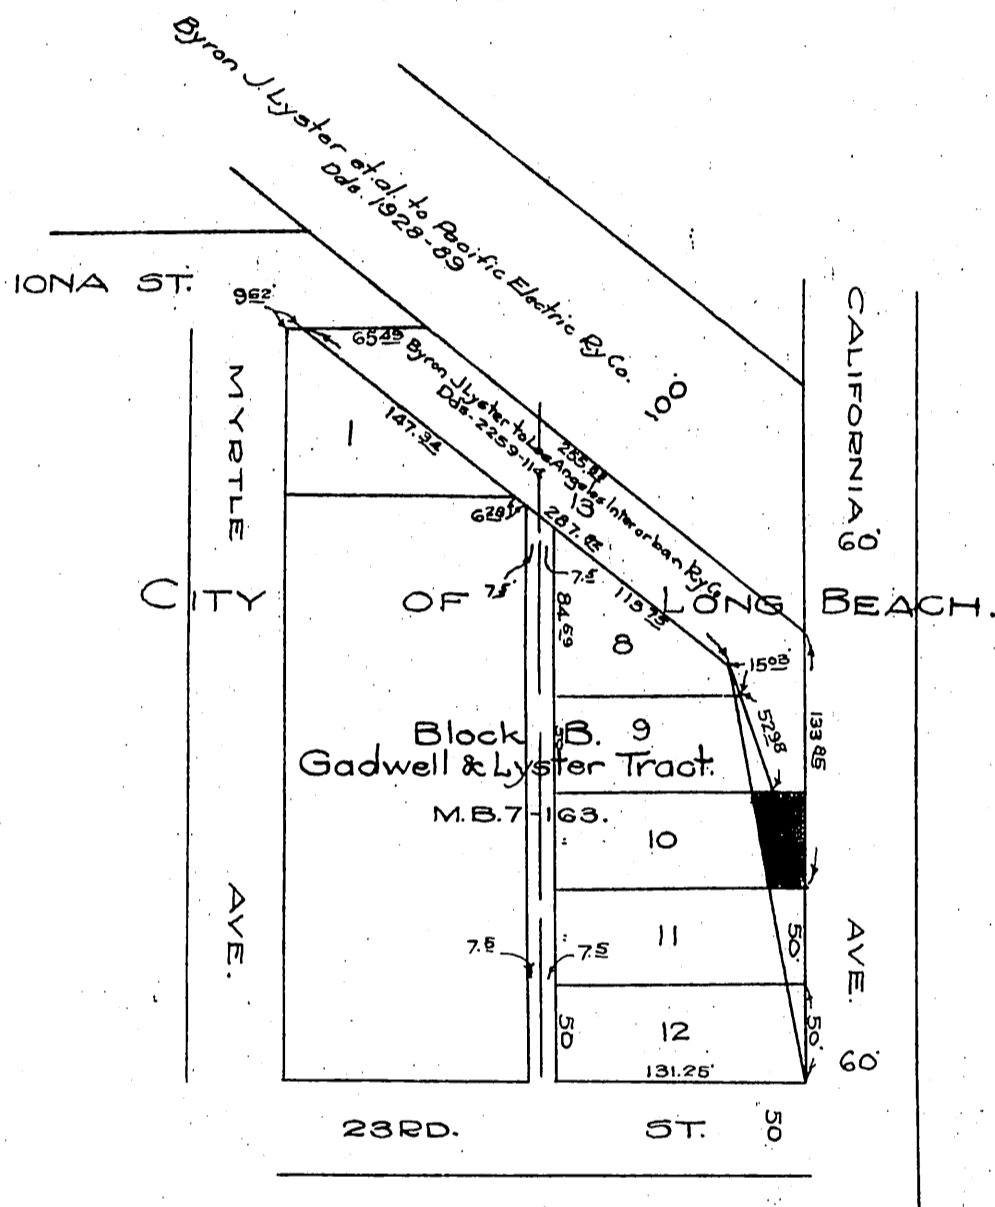 Byron J. Lyster et.al. to Pacific Electric Ry Co.
Dds. 1928-89
100'
IONA ST.
9.62'
65.49
Byron J Lyster to Los Angeles Interurban Ry Co
Dds.-2259-114
MYRTLE
AVE.
1
147.34
6.28
13
287.82
115.75
7.5'
7.5
CALIFORNIA
60'
AVE.
60'
CITY OF LONG BEACH.
84.69
8
15.03'
52.98
133.85
Block B.
Gadwell & Lyster Tract.
M.B.7-163.
9
50
10
11
50'
7.5
7.5
50
12
50'
131.25'
23RD. ST.
50